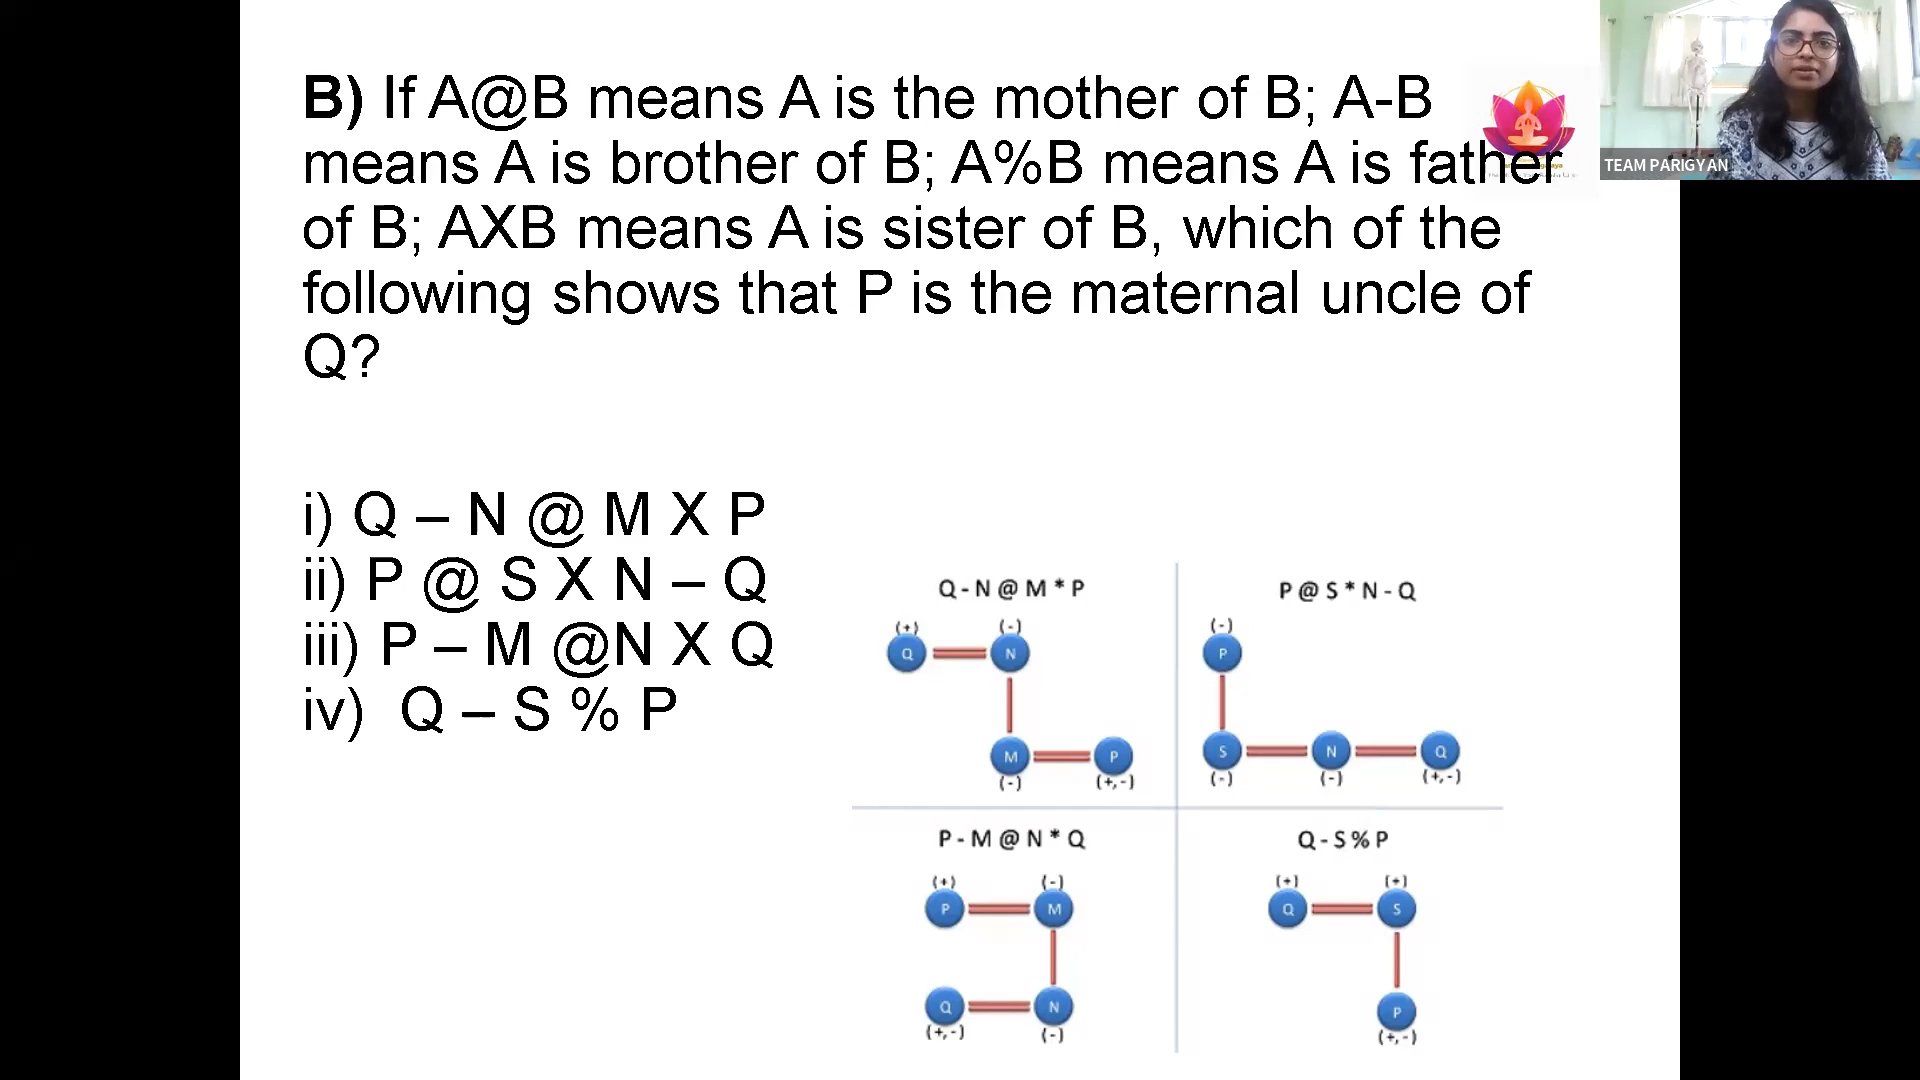 B) If A@B means A is the mother of B; A-B
means A is brother of B; A%B means A is father
of B; AXB means A is sister of B, which of the
following shows that P is the maternal uncle of
Q?
TEAM PARIGYAN
i) Q – N @ M X P
ii) P @ S X N – Q
iii) P – M @N X Q
iv) Q – S % P
Q - N @ M * P
(+) (-)
Q N
M P
(-) (+,-)
P @ S * N - Q
(-)
P
S N Q
(-) (-) (+,-)
P - M @ N * Q
(+) (-)
P M
Q N
(+,-) (-)
Q - S % P
(+) (+)
Q S
P
(+,-)